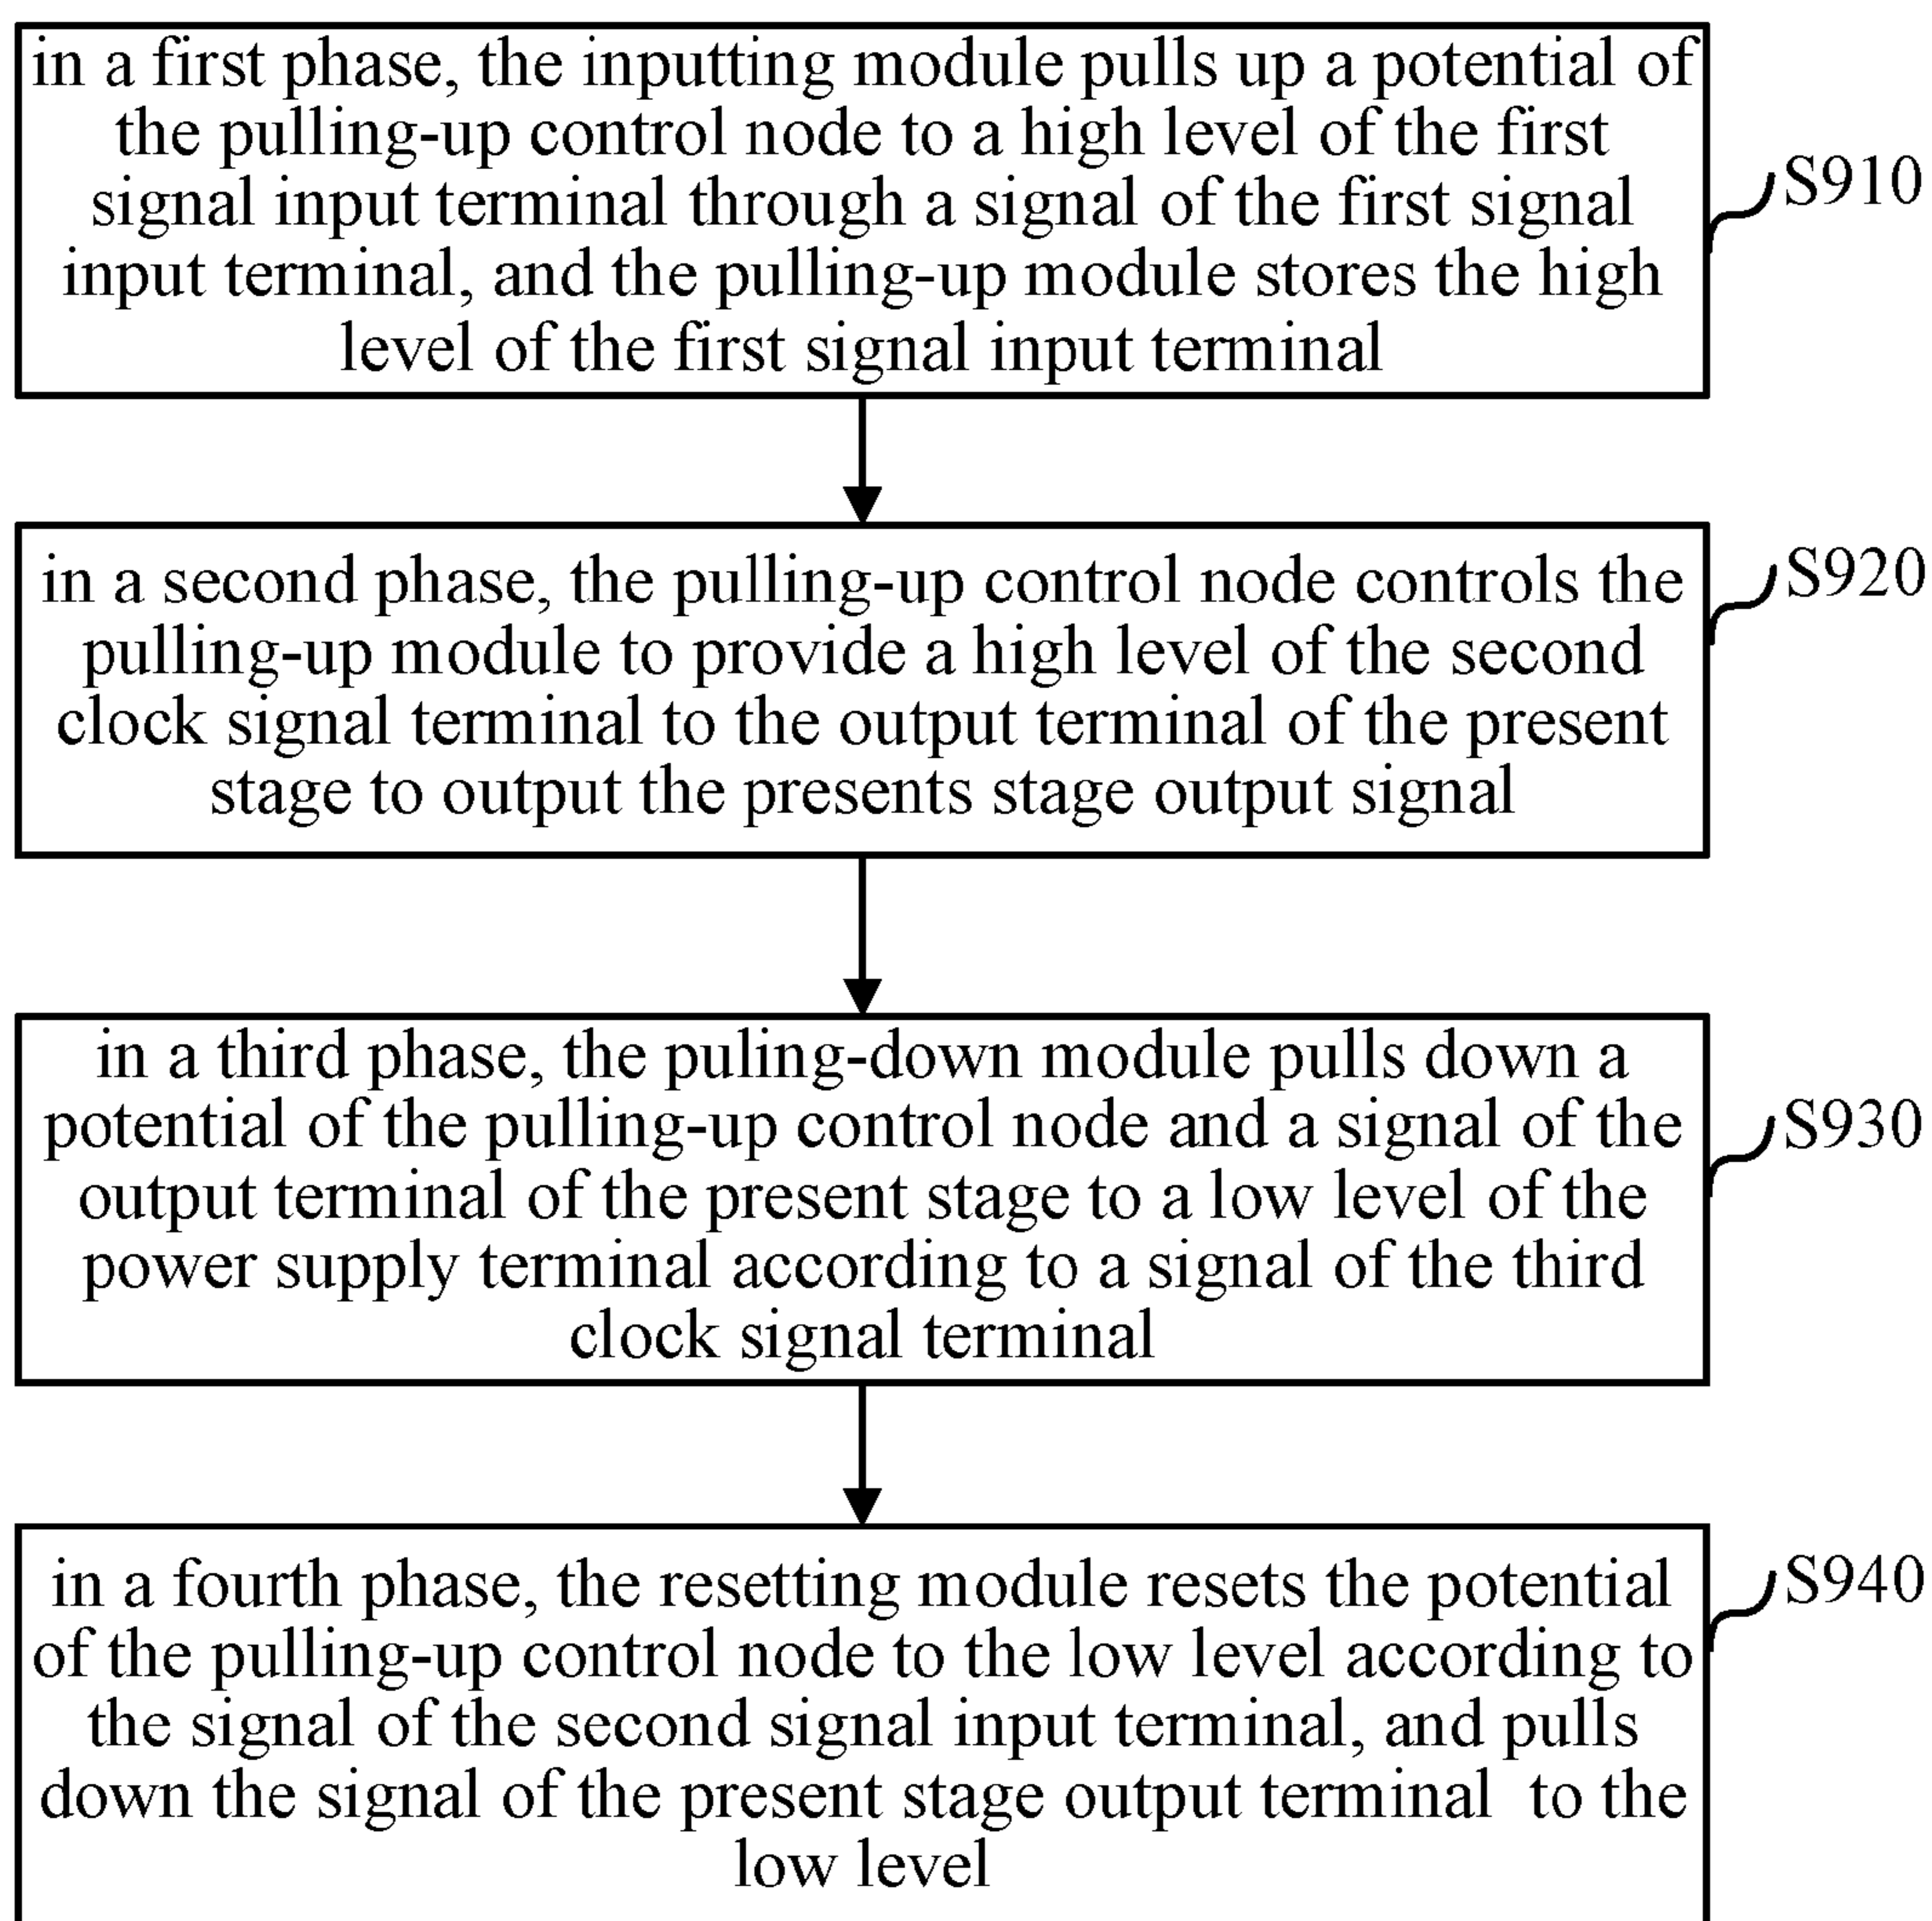 in a first phase, the inputting module pulls up a potential of
the pulling-up control node to a high level of the first
signal input terminal through a signal of the first signal
input terminal, and the pulling-up module stores the high
level of the first signal input terminal
S910
in a second phase, the pulling-up control node controls the
pulling-up module to provide a high level of the second
clock signal terminal to the output terminal of the present
stage to output the presents stage output signal
S920
in a third phase, the puling-down module pulls down a
potential of the pulling-up control node and a signal of the
output terminal of the present stage to a low level of the
power supply terminal according to a signal of the third
clock signal terminal
S930
in a fourth phase, the resetting module resets the potential
of the pulling-up control node to the low level according to
the signal of the second signal input terminal, and pulls
down the signal of the present stage output terminal to the
low level
S940